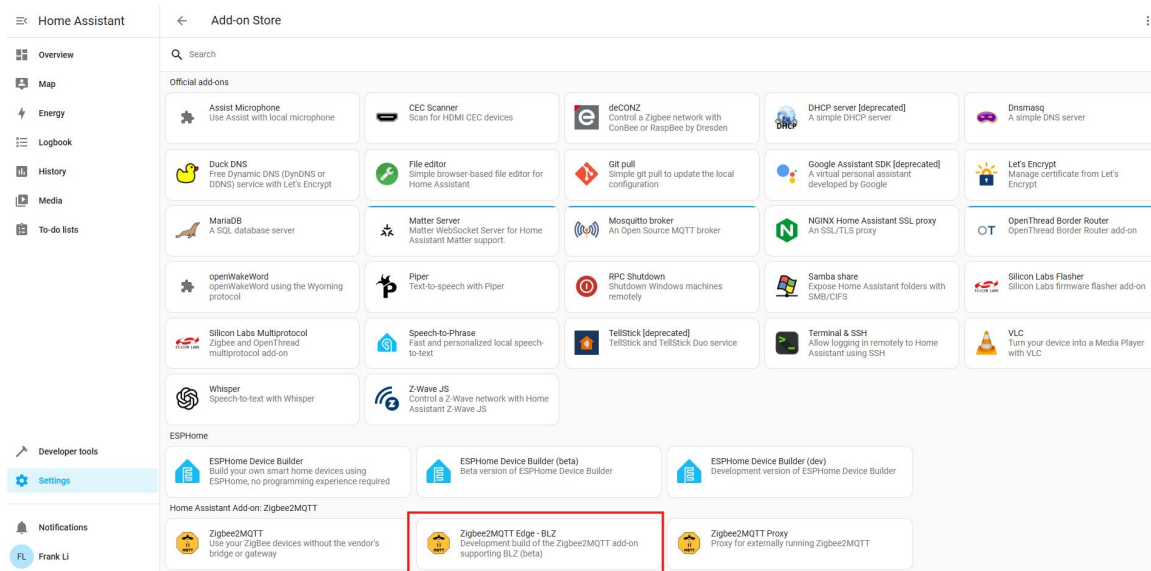 Home Assistant
Add-on Store
Overview
Map
Energy
Logbook
History
Media
To-do lists
Developer tools
Settings
Notifications
FL Frank Li
Search
Official add-ons
Assist Microphone
Use Assist with local microphone
CEC Scanner
Scan for HDMI CEC devices
deCONZ
Control a Zigbee network with
ConBee or RaspBee by Dresden
DHCP
DHCP server [deprecated]
A simple DHCP server
Dnsmasq
A simple DNS server
Duck DNS
Free Dynamic DNS (DynDNS or
DDNS) service with Let's Encrypt
File editor
Simple browser-based file editor for
Home Assistant
Git pull
Simple git pull to update the local
configuration
Google Assistant SDK [deprecated]
A virtual personal assistant
developed by Google
Let's Encrypt
Manage certificate from Let's
Encrypt
MariaDB
A SQL database server
Matter Server
Matter WebSocket Server for Home
Assistant Matter support.
Mosquitto broker
An Open Source MQTT broker
N
NGINX Home Assistant SSL proxy
An SSL/TLS proxy
OT
OpenThread Border Router
OpenThread Border Router add-on
openWakeWord
openWakeWord using the Wyoming
protocol
Piper
Text-to-speech with Piper
RPC Shutdown
Shutdown Windows machines
remotely
Samba share
Expose Home Assistant folders with
SMB/CIFS
SILICON LABS
Silicon Labs Flasher
Silicon Labs firmware flasher add-on
SILICON LABS
Silicon Labs Multiprotocol
Zigbee and OpenThread
multiprotocol add-on
Speech-to-Phrase
Fast and personalized local speech-
to-text
TellStick [deprecated]
TellStick and TellStick Duo service
Terminal & SSH
Allow logging in remotely to Home
Assistant using SSH
VLC
Turn your device into a Media Player
with VLC
Whisper
Speech-to-text with Whisper
Z-Wave JS
Control a Z-Wave network with Home
Assistant Z-Wave JS
ESPHome
ESPHome Device Builder
Build your own smart home devices using
ESPHome, no programming experience required
ESPHome Device Builder (beta)
Beta version of ESPHome Device Builder
ESPHome Device Builder (dev)
Development version of ESPHome Device Builder
Home Assistant Add-on: Zigbee2MQTT
MQTT
Zigbee2MQTT
Use your ZigBee devices without the vendor's
bridge or gateway
MQTT
Zigbee2MQTT Edge - BLZ
Development build of the Zigbee2MQTT add-on
supporting BLZ (beta)
MQTT
Zigbee2MQTT Proxy
Proxy for externally running Zigbee2MQTT